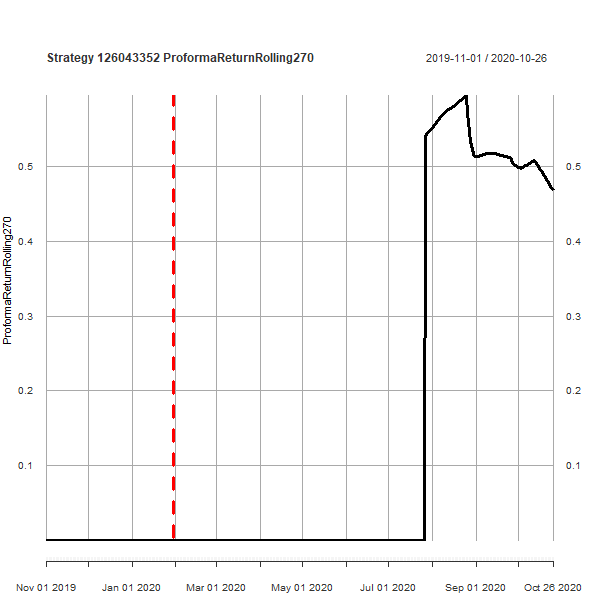 Strategy 126043352 ProformaReturnRolling270
2019-11-01 / 2020-10-26
ProformaReturnRolling270
0.5 0.5
0.4 0.4
0.3 0.3
0.2 0.2
0.1 0.1
Nov 01 2019 Jan 01 2020 Mar 01 2020 May 01 2020 Jul 01 2020 Sep 01 2020 Oct 26 2020